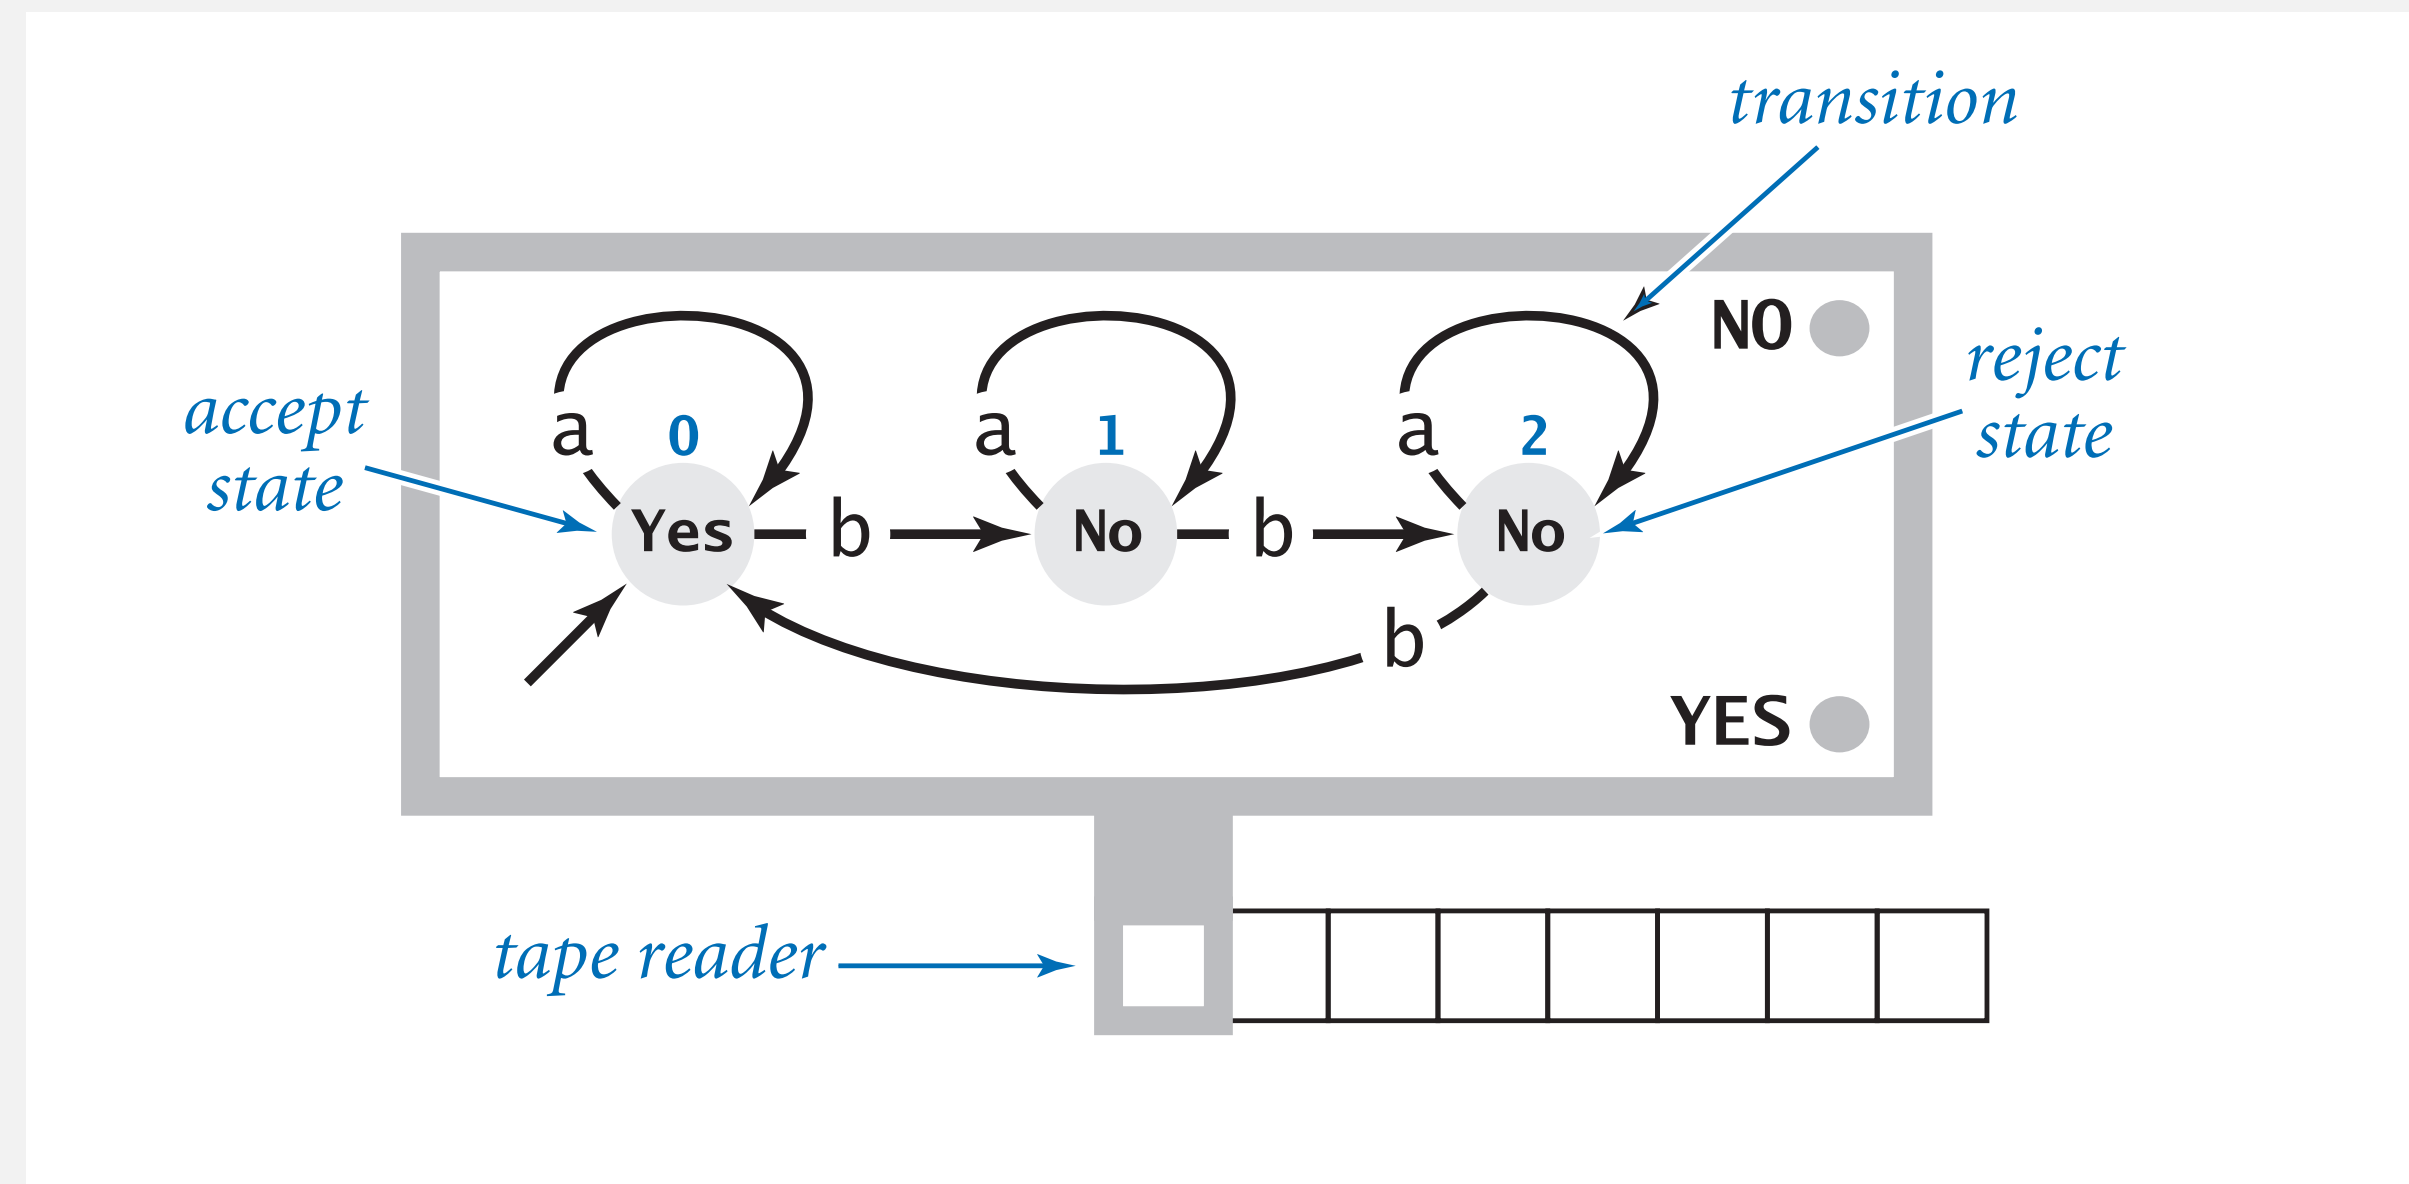 transition
NO
reject
state
accept
state
a 0 a 1 a 2
Yes b No b No
b
YES
tape reader